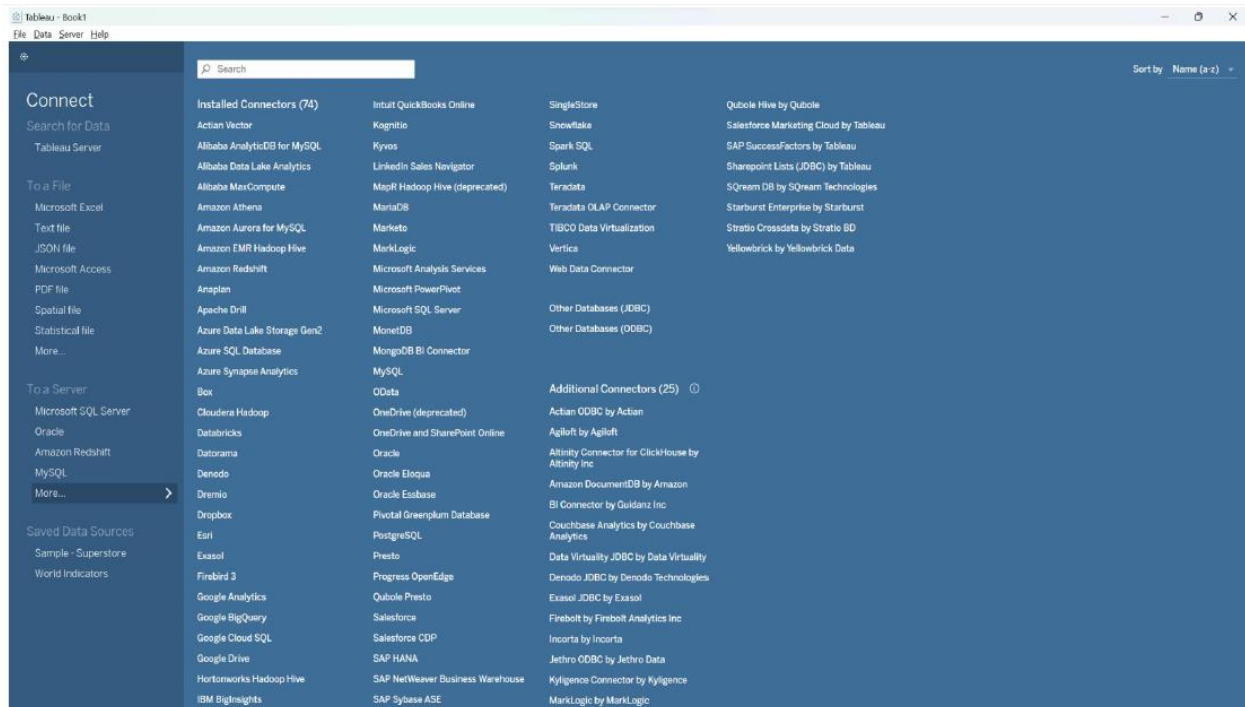 Tableau - Book1
File Data Server Help
Connect
Search for Data
Tableau Server
To a File
Microsoft Excel
Text file
JSON file
Microsoft Access
PDF file
Spatial file
Statistical file
More...
To a Server
Microsoft SQL Server
Oracle
Amazon Redshift
MySQL
More...
Saved Data Sources
Sample - Superstore
World Indicators
Search
Sort by Name (a-z)
Installed Connectors (74)
Actian Vector
Alibaba AnalyticDB for MySQL
Alibaba Data Lake Analytics
Alibaba MaxCompute
Amazon Athena
Amazon Aurora for MySQL
Amazon EMR Hadoop Hive
Amazon Redshift
Anaplan
Apache Drill
Azure Data Lake Storage Gen2
Azure SQL Database
Azure Synapse Analytics
Box
Cloudera Hadoop
Databricks
Datorama
Denodo
Dremio
Dropbox
Esri
Exasol
Firebird 3
Google Analytics
Google BigQuery
Google Cloud SQL
Google Drive
Hortonworks Hadoop Hive
IBM BigInsights
Intuit QuickBooks Online
Kognitio
Kyvos
LinkedIn Sales Navigator
MapR Hadoop Hive (deprecated)
MariaDB
Marketo
MarkLogic
Microsoft Analysis Services
Microsoft PowerPivot
Microsoft SQL Server
MonetDB
MongoDB BI Connector
MySQL
OData
OneDrive (deprecated)
OneDrive and SharePoint Online
Oracle
Oracle Eloqua
Oracle Essbase
Pivotal Greenplum Database
PostgreSQL
Presto
Progress OpenEdge
Qubole Presto
Salesforce
Salesforce CDP
SAP HANA
SAP NetWeaver Business Warehouse
SAP Sybase ASE
SingleStore
Snowflake
Spark SQL
Splunk
Teradata
Teradata OLAP Connector
TIBCO Data Virtualization
Vertica
Web Data Connector
Other Databases (JDBC)
Other Databases (ODBC)
Additional Connectors (25)
Actian ODBC by Actian
Agiloft by Agiloft
Altinity Connector for ClickHouse by
Altinity Inc
Amazon DocumentDB by Amazon
BI Connector by Guidanz Inc
Couchbase Analytics by Couchbase
Analytics
Data Virtuality JDBC by Data Virtuality
Denodo JDBC by Denodo Technologies
Exasol JDBC by Exasol
Firebolt by Firebolt Analytics Inc
Incorta by Incorta
Jethro ODBC by Jethro Data
Kyligence Connector by Kyligence
MarkLogic by MarkLogic
Qubole Hive by Qubole
Salesforce Marketing Cloud by Tableau
SAP SuccessFactors by Tableau
Sharepoint Lists (JDBC) by Tableau
SQream DB by SQream Technologies
Starburst Enterprise by Starburst
Stratio Crossdata by Stratio BD
Yellowbrick by Yellowbrick Data